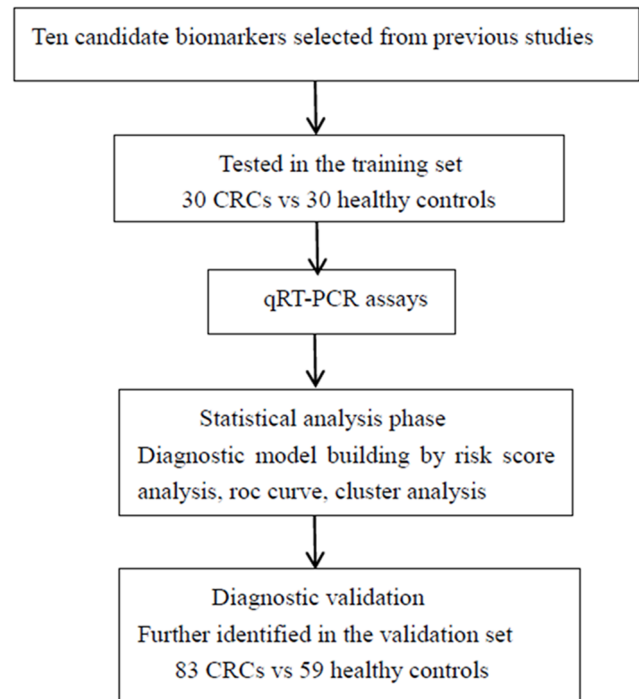 Ten candidate biomarkers selected from previous studies
Tested in the training set
30 CRCs vs 30 healthy controls
qRT-PCR assays
Statistical analysis phase
Diagnostic model building by risk score
analysis, roc curve, cluster analysis
Diagnostic validation
Further identified in the validation set
83 CRCs vs 59 healthy controls